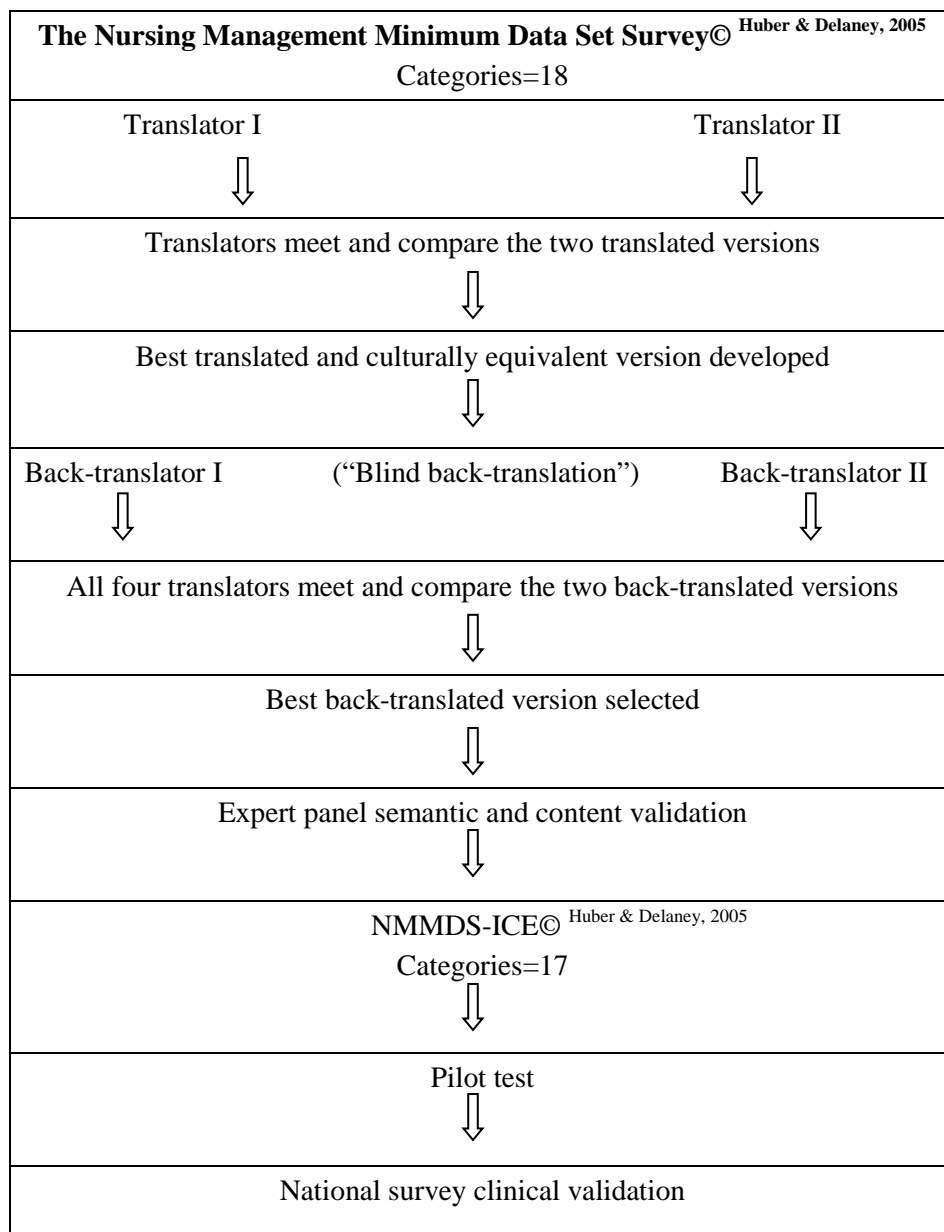 The Nursing Management Minimum Data Set Survey© Huber & Delaney, 2005
Categories=18
Translator I Translator II
Translators meet and compare the two translated versions
Best translated and culturally equivalent version developed
Back-translator I (“Blind back-translation”) Back-translator II
All four translators meet and compare the two back-translated versions
Best back-translated version selected
Expert panel semantic and content validation
NMMDS-ICE© Huber & Delaney, 2005
Categories=17
Pilot test
National survey clinical validation